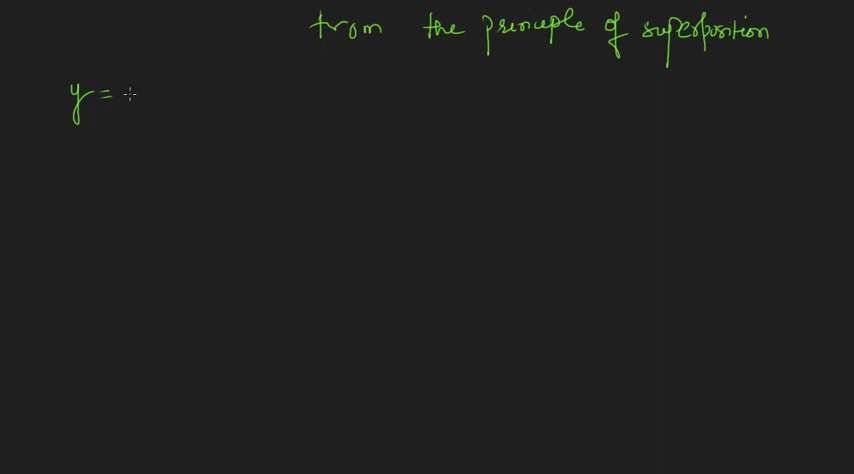 from the principle of superposition
y =